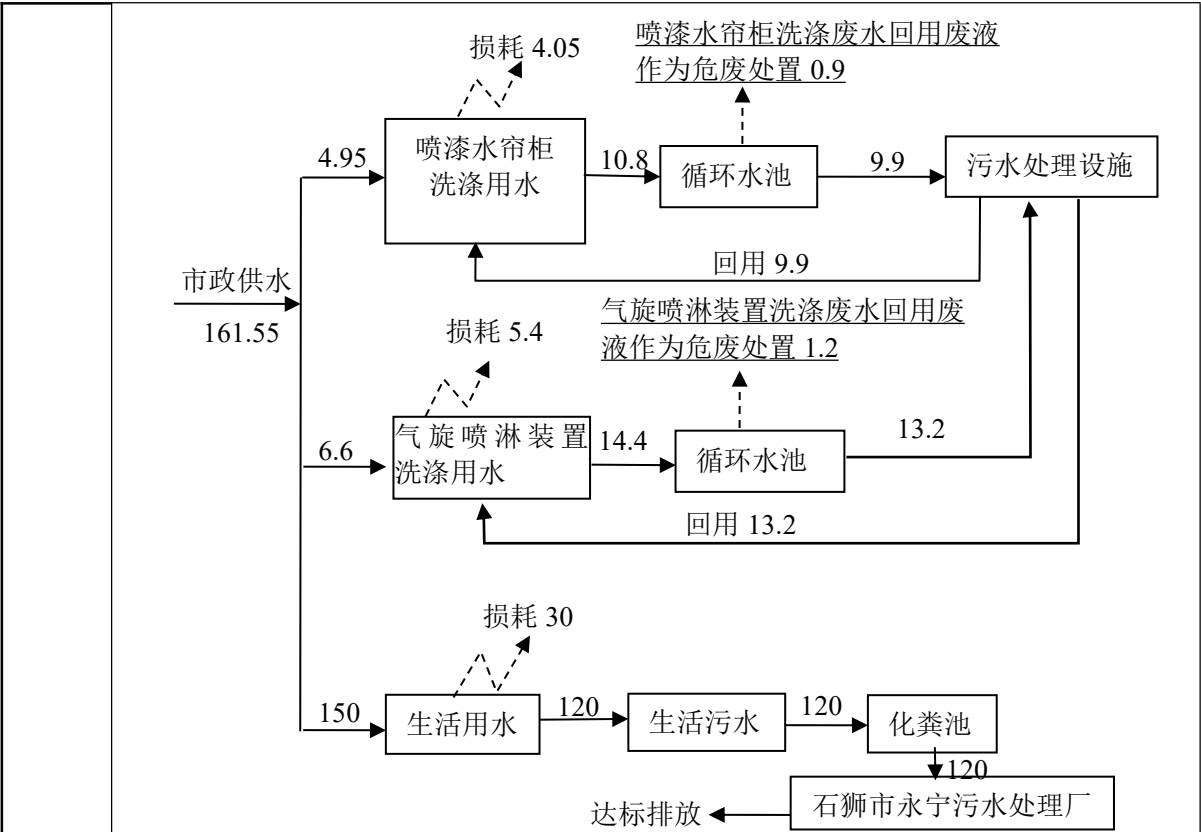 损耗 4.05
喷漆水帘柜洗涤废水回用废液
作为危废处置 0.9
4.95
喷漆水帘柜
洗涤用水
10.8
循环水池
9.9
污水处理设施
回用 9.9
市政供水
161.55
损耗 5.4
气旋喷淋装置洗涤废水回用废
液作为危废处置 1.2
6.6
气旋喷淋装置
洗涤用水
14.4
循环水池
13.2
回用 13.2
损耗 30
150
生活用水
120
生活污水
120
化粪池
120
石狮市永宁污水处理厂
达标排放